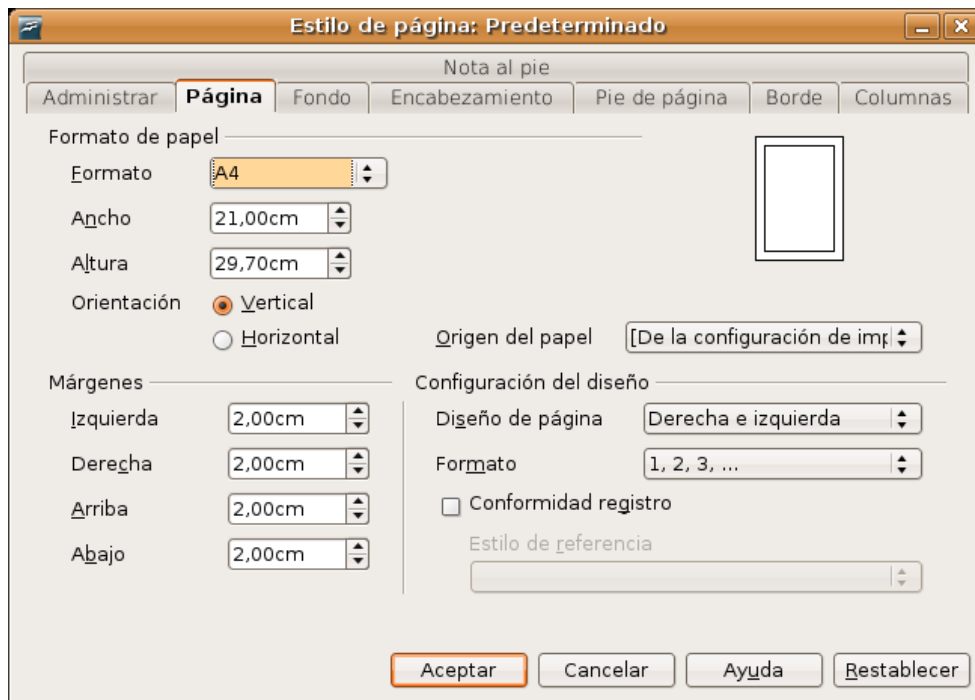 Estilo de página: Predeterminado
Nota al pie
Administrar Página Fondo Encabezamiento Pie de página Borde Columnas
Formato de papel
Formato A4
Ancho 21,00cm
Altura 29,70cm
Orientación Vertical
Horizontal Origen del papel [De la configuración de imp
Márgenes Configuración del diseño
Izquierda 2,00cm Diseño de página Derecha e izquierda
Derecha 2,00cm Formato 1, 2, 3, ...
Arriba 2,00cm Conformidad registro
Abajo 2,00cm Estilo de referencia
Aceptar Cancelar Ayuda Restablecer